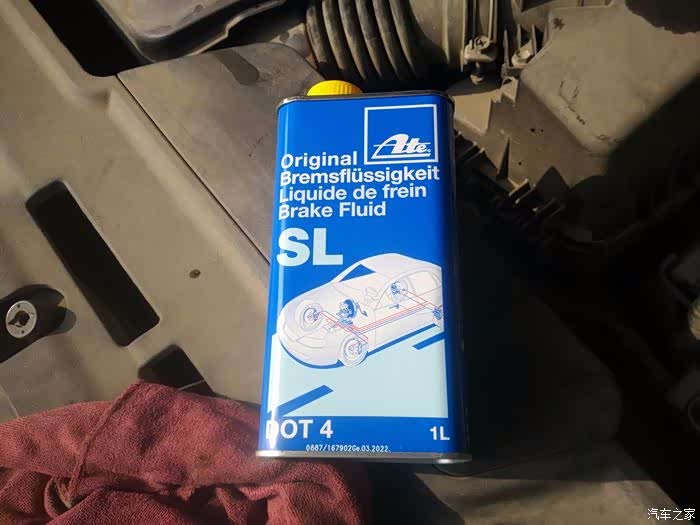 Ate
Original
Bremsflüssigkeit
Liquide de frein
Brake Fluid
SL
DOT 4
1L
0887/167902Ge.03.2022.
汽车之家